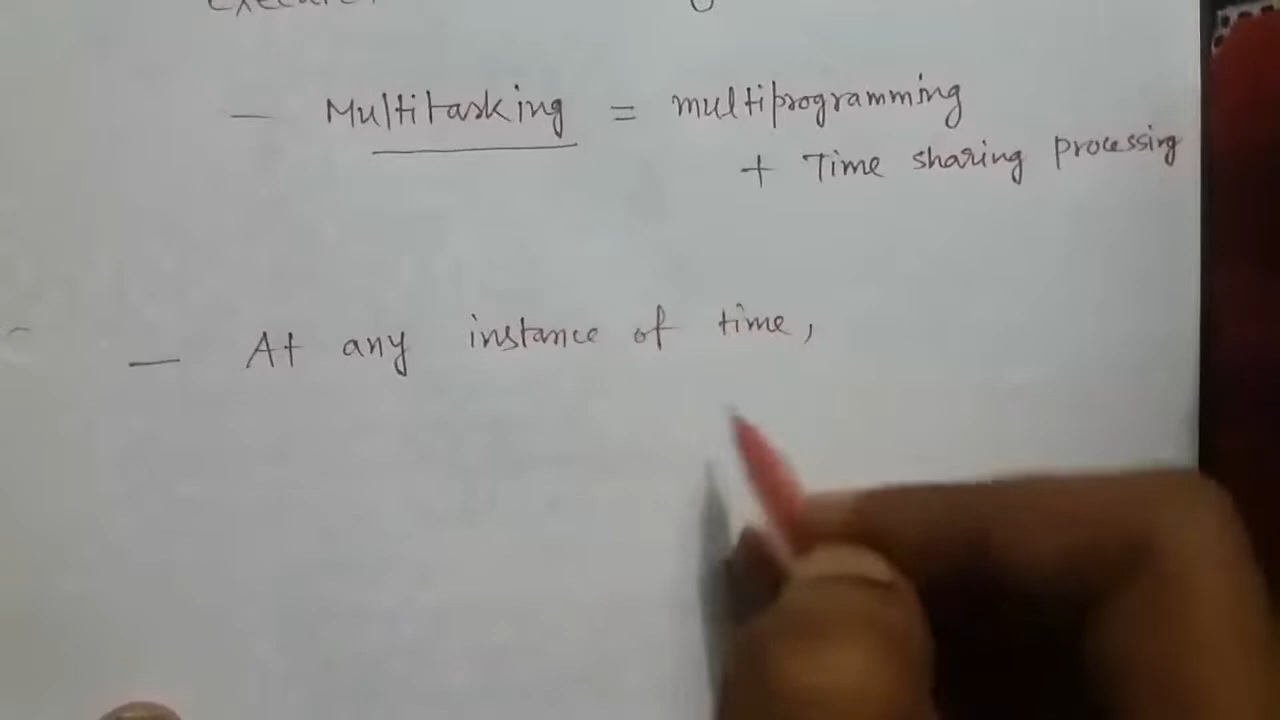 — Multitasking = multiprogramming
+ Time sharing processing
— At any instance of time,